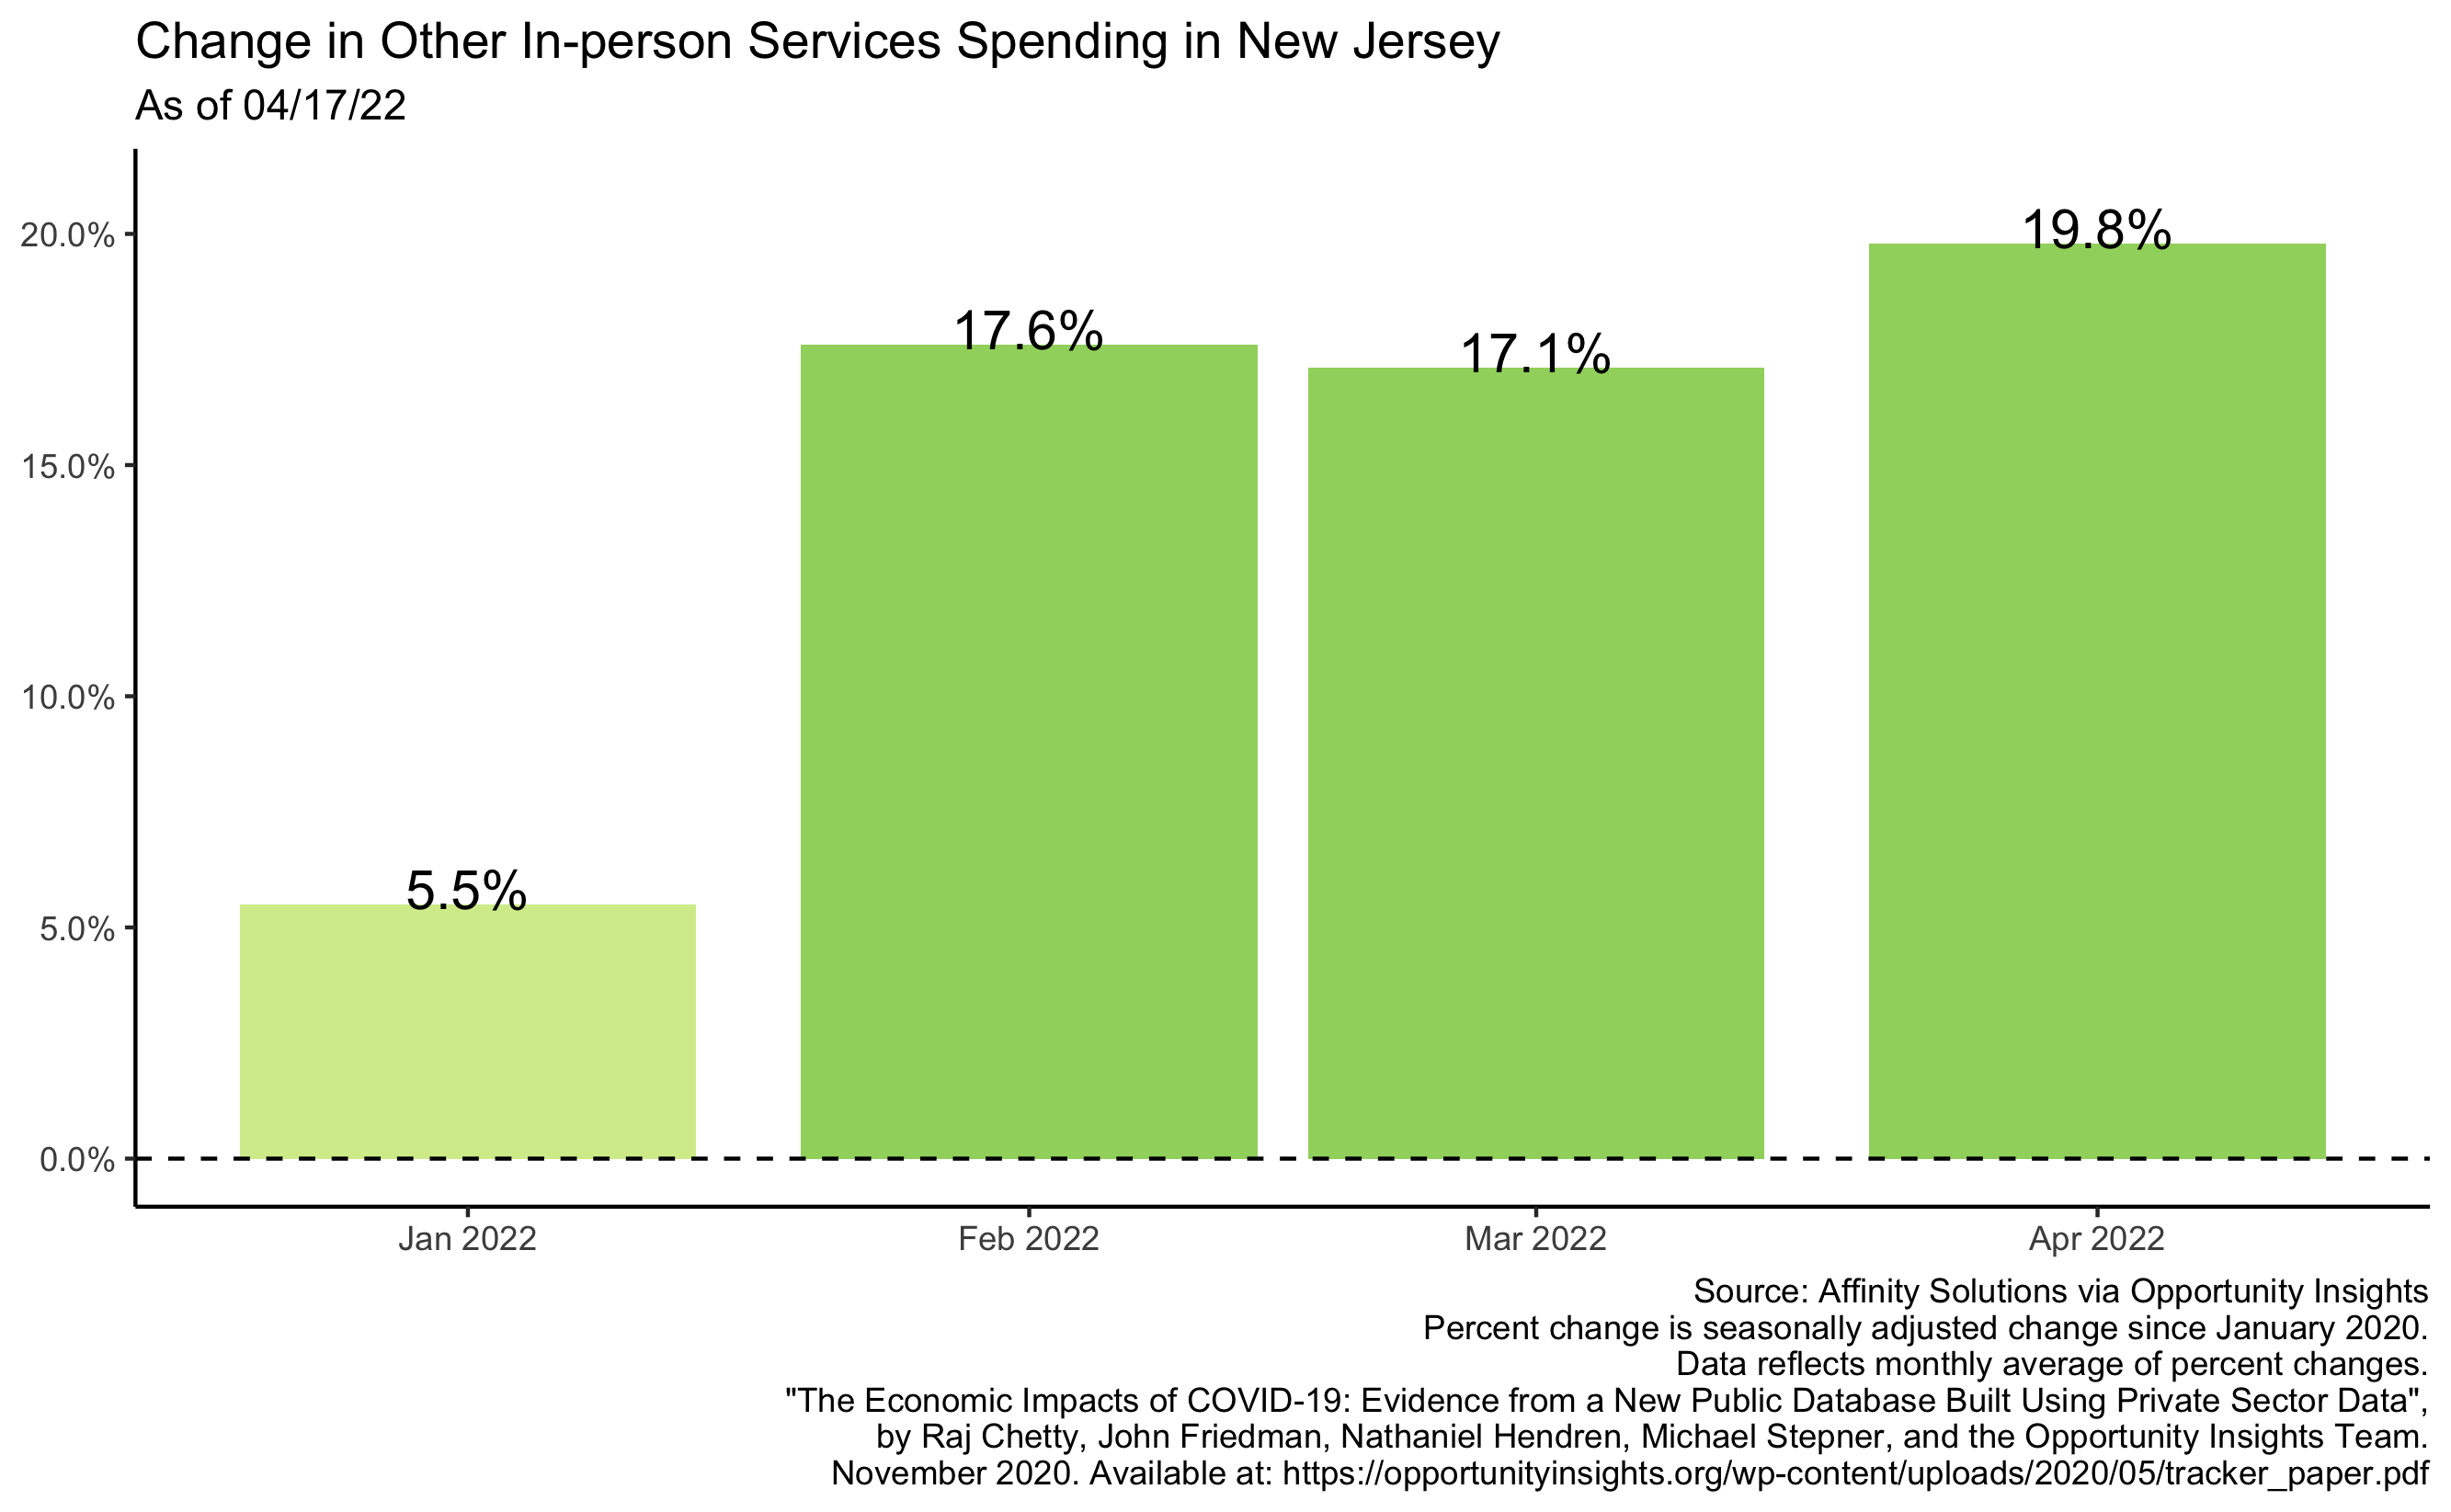 Change in Other In-person Services Spending in New Jersey
As of 04/17/22
20.0%
15.0%
10.0%
5.0%
0.0%
5.5%
17.6%
17.1%
19.8%
Jan 2022
Feb 2022
Mar 2022
Apr 2022
Source: Affinity Solutions via Opportunity Insights
Percent change is seasonally adjusted change since January 2020.
Data reflects monthly average of percent changes.
"The Economic Impacts of COVID-19: Evidence from a New Public Database Built Using Private Sector Data",
by Raj Chetty, John Friedman, Nathaniel Hendren, Michael Stepner, and the Opportunity Insights Team.
November 2020. Available at: https://opportunityinsights.org/wp-content/uploads/2020/05/tracker_paper.pdf